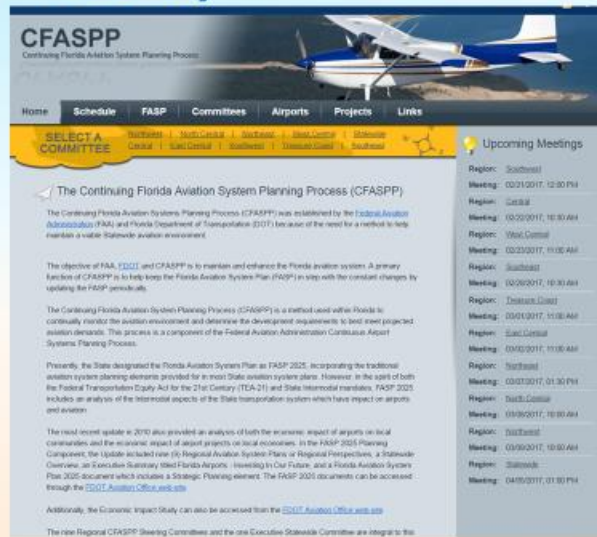 CFASPP
Continuing Florida Aviation System Planning Process
Home Schedule FASP Committees Airports Projects Links
SELECT A COMMITTEE
Northwest | North Central | Northeast | West Central | Statewide
Central | East Central | Southwest | Treasure Coast | Southeast
The Continuing Florida Aviation System Planning Process (CFASPP)
The Continuing Florida Aviation Systems Planning Process (CFASPP) was established by the Federal Aviation
Administration (FAA) and Florida Department of Transportation (DOT) because of the need for a method to help
maintain a viable Statewide aviation environment.
The objective of FAA, FDOT and CFASPP is to maintain and enhance the Florida aviation system. A primary
function of CFASPP is to help keep the Florida Aviation System Plan (FASP) in step with the constant changes by
updating the FASP periodically.
The Continuing Florida Aviation System Planning Process (CFASPP) is a method used within Florida to
continually monitor the aviation environment and determine the development requirements to best meet projected
aviation demands. This process is a component of the Federal Aviation Administration Continuous Airport
Systems Planning Process.
Presently, the State designated the Florida Aviation System Plan as FASP 2025, incorporating the traditional
aviation system planning elements provided for in most State aviation system plans. However, in the spirit of both
the Federal Transportation Equity Act for the 21st Century (TEA-21) and State Intermodal mandates, FASP 2025
includes an analysis of the Intermodal aspects of the State transportation system which have impact on airports
and aviation.
The most recent update in 2010 also provided an analysis of both the economic impact of airports on local
communities and the economic impact of airport projects on local economies. In the FASP 2025 Planning
Component, the Update included nine (9) Regional Aviation System Plans or Regional Perspectives, a Statewide
Overview, an Executive Summary titled Florida Airports - Investing In Our Future, and a Florida Aviation System
Plan 2025 document which includes a Strategic Planning element. The FASP 2025 documents can be accessed
through the FDOT Aviation Office web site
Additionally, the Economic Impact Study can also be accessed from the FDOT Aviation Office web site
The nine Regional CFASPP Steering Committees and the one Executive Statewide Committee are integral to this
Upcoming Meetings
Region: Southwest
Meeting: 02/21/2017, 12:00 PM
Region: Central
Meeting: 02/22/2017, 10:30 AM
Region: West Central
Meeting: 02/23/2017, 11:00 AM
Region: Southeast
Meeting: 10:30 AM
Region: Treasure Coast
Meeting: 03/01/2017, 11:00 AM
Region: East Central
Meeting: 03/02/2017, 11:00 AM
Region: Northeast
Meeting: 03/07/2017, 01:30 PM
Region: North Central
Meeting: 10:00 AM
Region: Northwest
Meeting: 10:00 AM
Region: Statewide
Meeting: 04/05/2017, 01:00 PM